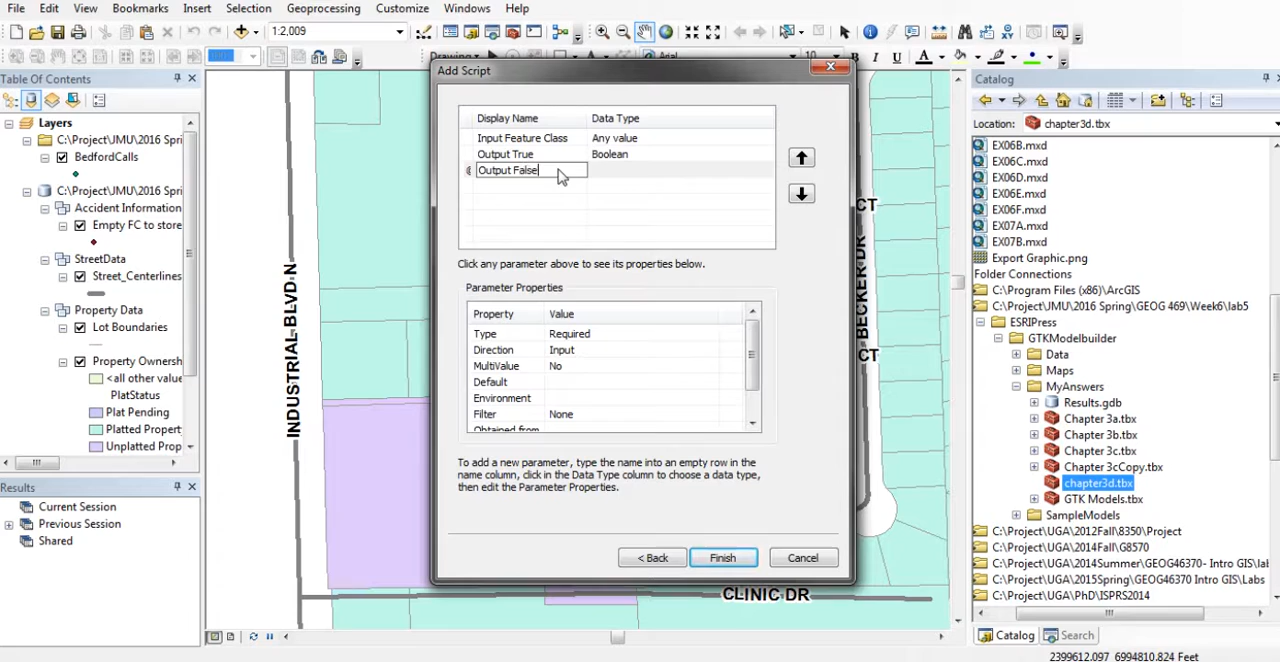 File Edit View Bookmarks Insert Selection Geoprocessing Customize Windows Help
1:2,009
Drawing Arial 10 B I U A
Table Of Contents
Layers
C:\Project\JMU\2016 Spri
BedfordCalls
C:\Project\JMU\2016 Spri
Accident Information
Empty FC to store
StreetData
Street_Centerlines
Property Data
Lot Boundaries
Property Ownersh
<all other value
PlatStatus
Plat Pending
Platted Property
Unplatted Prop
Results
Current Session
Previous Session
Shared
INDUSTRIAL BLVD N
BECKER DR
CT
CT
CLINIC DR
Add Script
Display Name Data Type
Input Feature Class Any value
Output True Boolean
Output False
Click any parameter above to see its properties below.
Parameter Properties
Property Value
Type Required
Direction Input
MultiValue No
Default
Environment
Filter None
Obtained from
To add a new parameter, type the name into an empty row in the
name column, click in the Data Type column to choose a data type,
then edit the Parameter Properties.
< Back Finish Cancel
Catalog
Location: chapter3d.tbx
EX06B.mxd
EX06C.mxd
EX06D.mxd
EX06E.mxd
EX06F.mxd
EX07A.mxd
EX07B.mxd
Export Graphic.png
Folder Connections
C:\Program Files (x86)\ArcGIS
C:\Project\JMU\2016 Spring\GEOG 469\Week6\lab5
ESRIPress
GTKModelbuilder
Data
Maps
MyAnswers
Results.gdb
Chapter 3a.tbx
Chapter 3b.tbx
Chapter 3c.tbx
Chapter 3cCopy.tbx
chapter3d.tbx
GTK Models.tbx
SampleModels
C:\Project\UGA\2012Fall\8350\Project
C:\Project\UGA\2014Fall\G8570
C:\Project\UGA\2014Summer\GEOG46370- Intro GIS\lab
C:\Project\UGA\2015Spring\GEOG46370 Intro GIS\Labs
C:\Project\UGA\PhD\ISPRS2014
Catalog Search
2399612.097 6994810.824 Feet